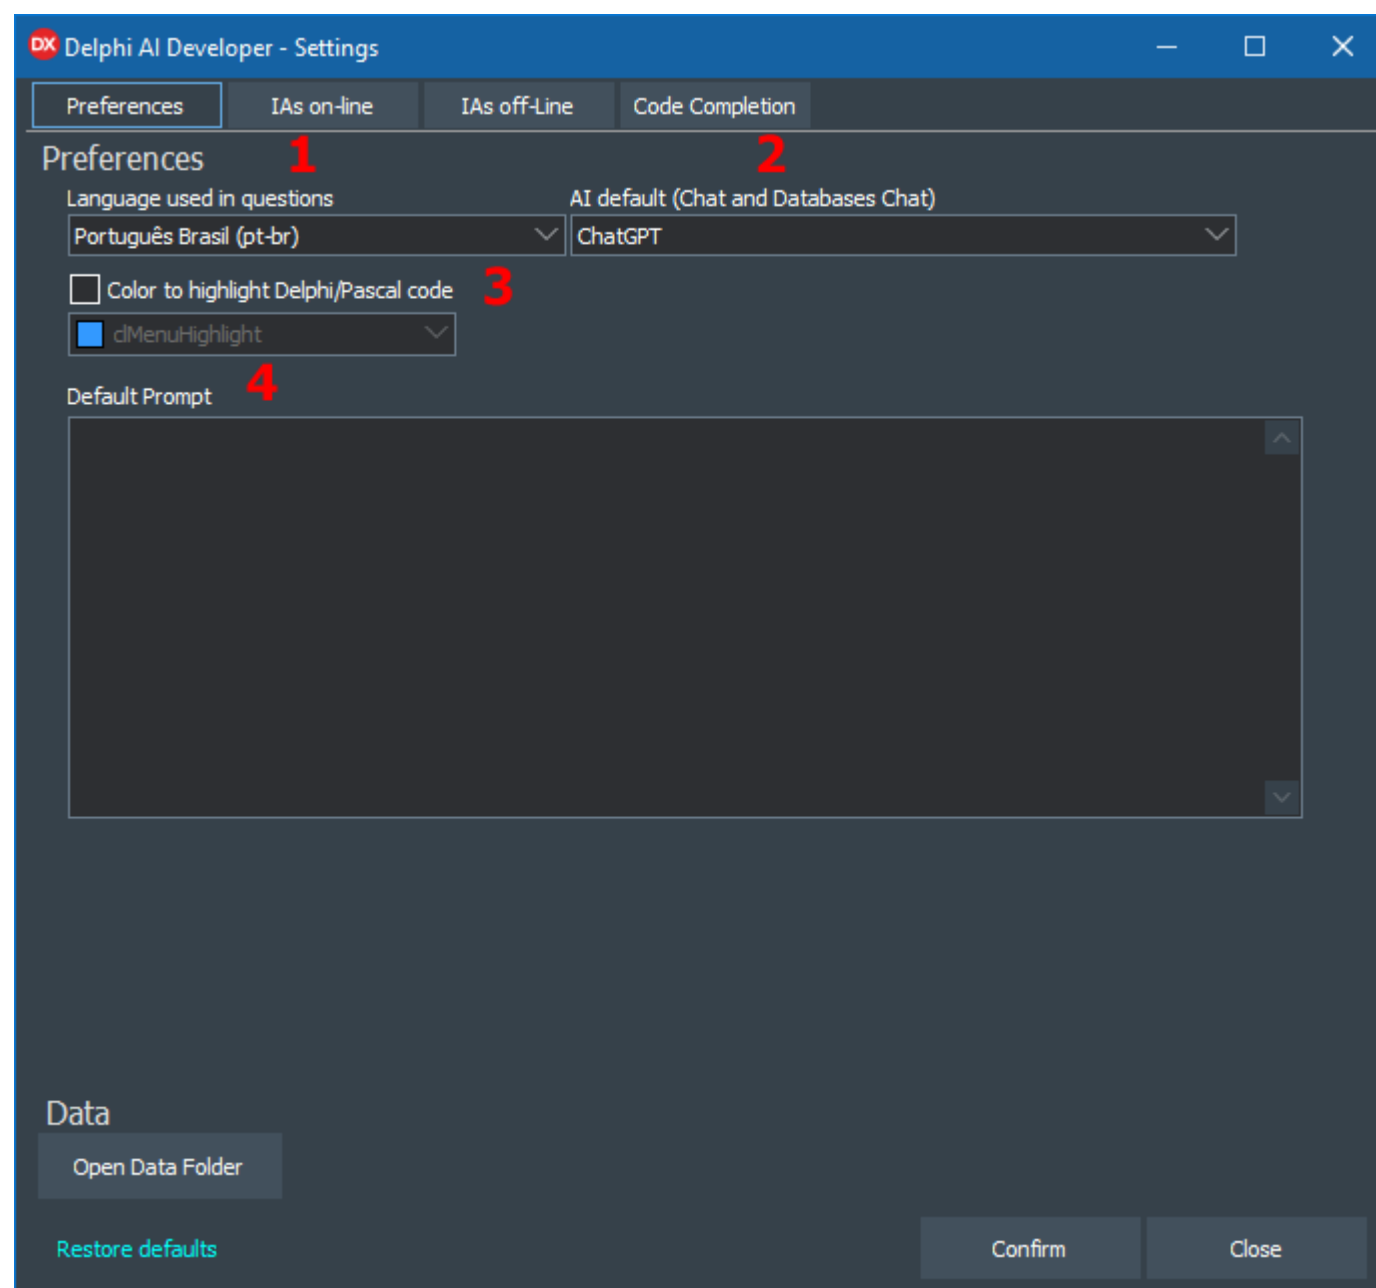 DX Delphi AI Developer - Settings
Preferences IAs on-line IAs off-Line Code Completion
Preferences 1 2
Language used in questions AI default (Chat and Databases Chat)
Português Brasil (pt-br) ChatGPT
Color to highlight Delphi/Pascal code 3
clMenuHighlight
Default Prompt 4
Data
Open Data Folder
Restore defaults Confirm Close